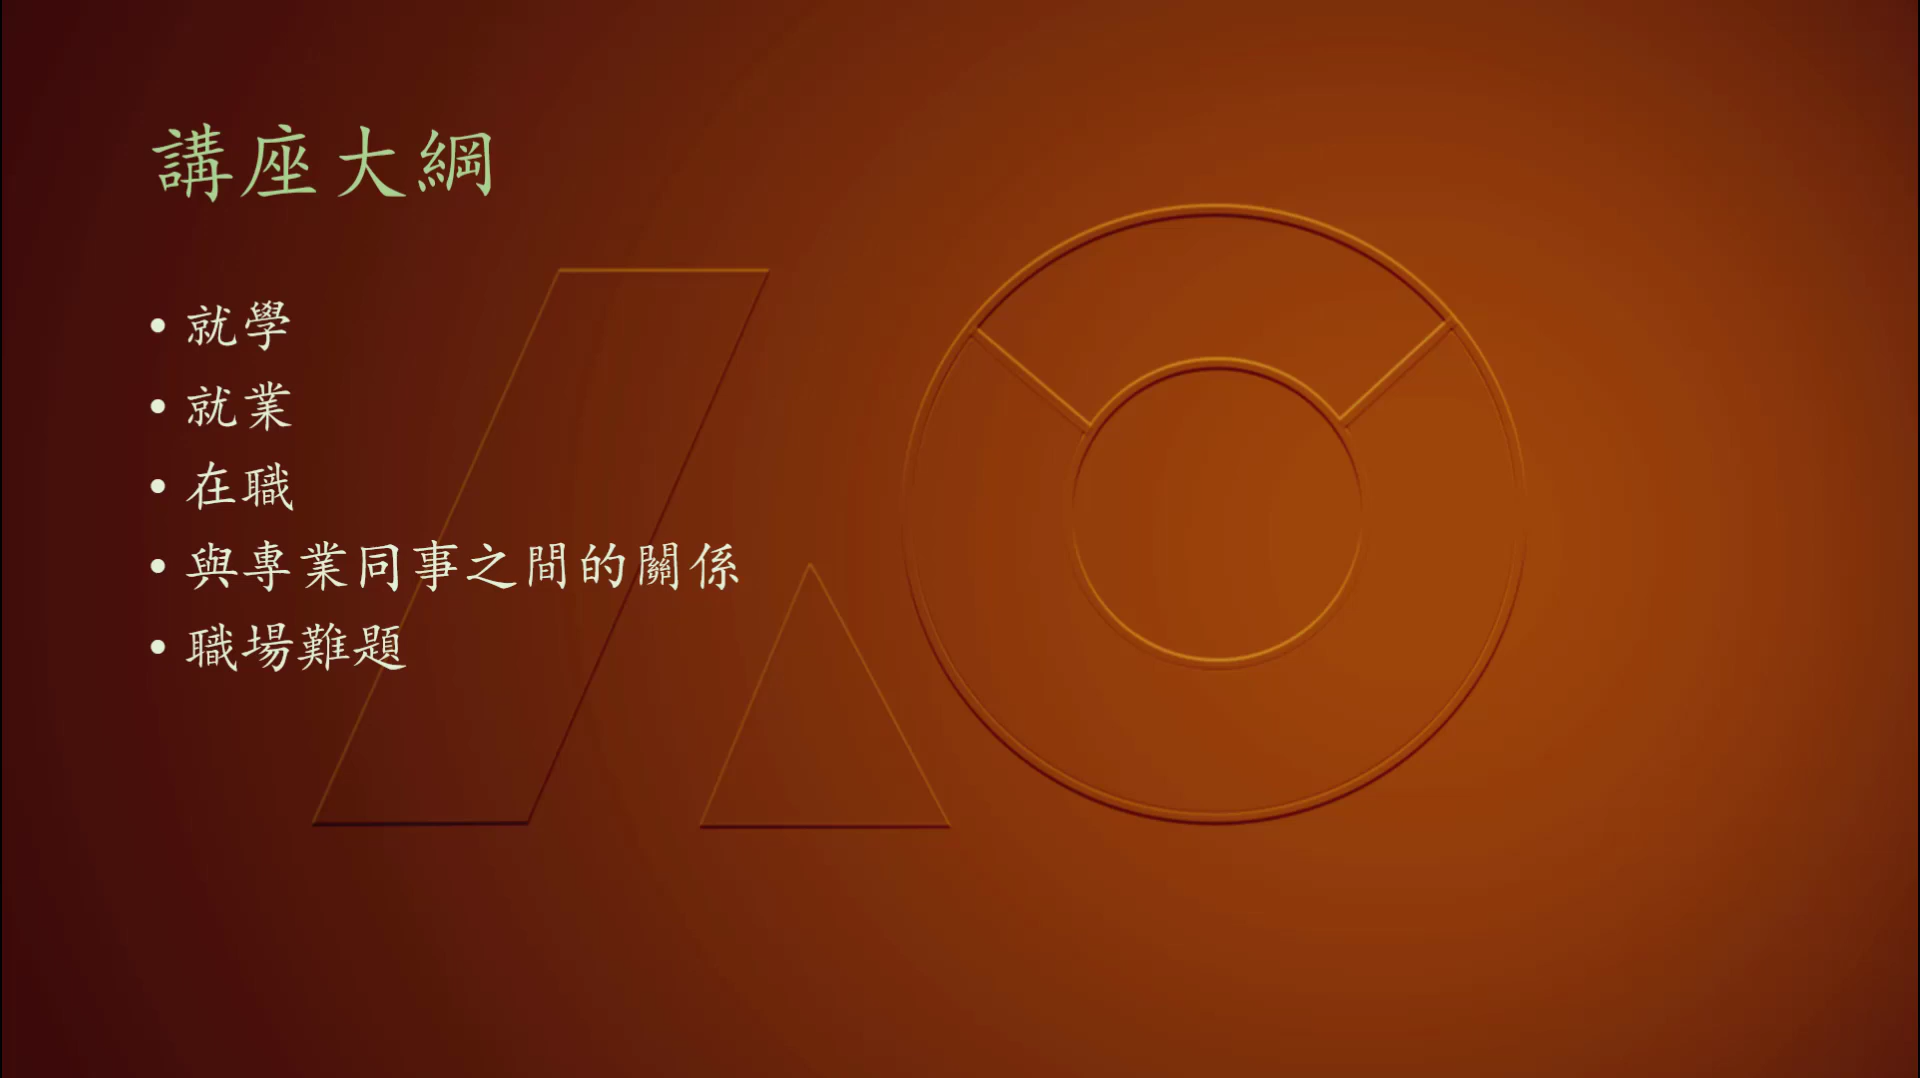 講座大綱
• 就學
• 就業
• 在職
• 與專業同事之間的關係
• 職場難題